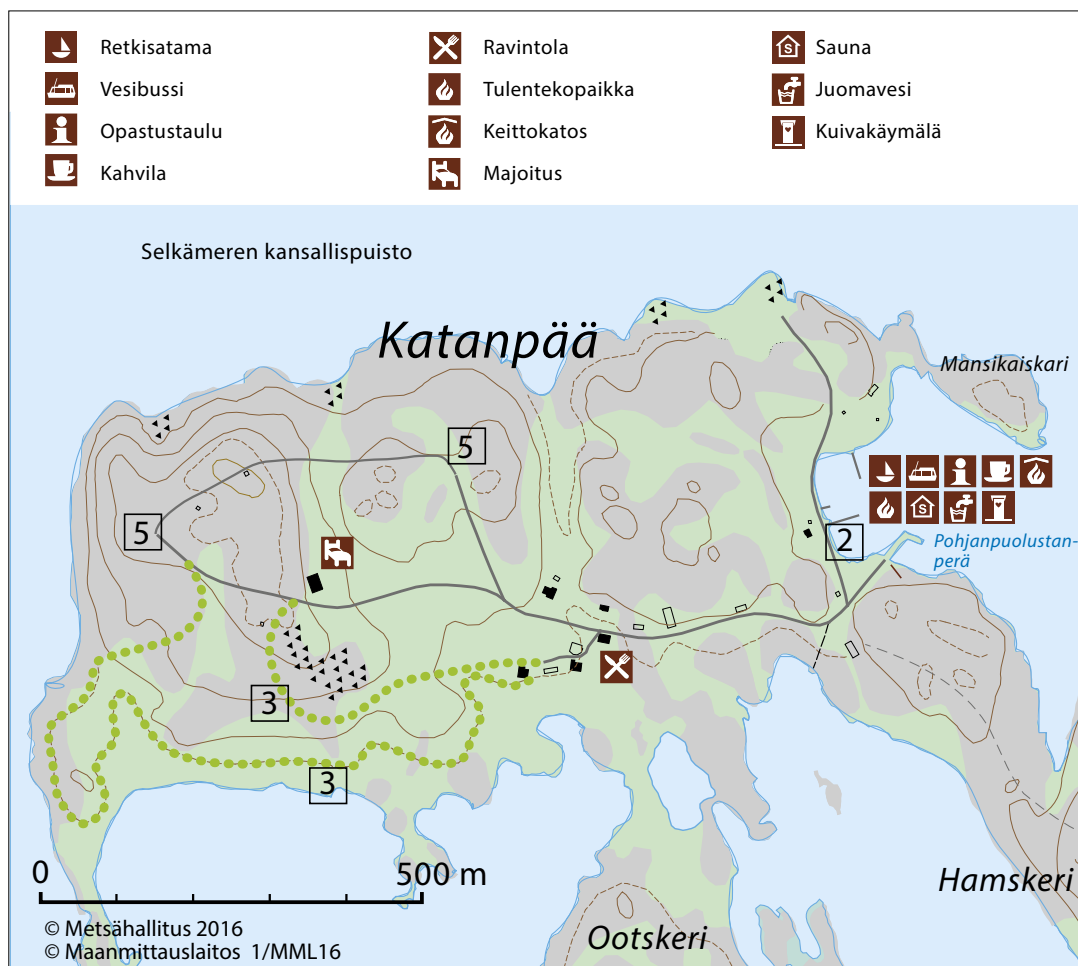 Retkisatama
Vesibussi
Opastustaulu
Kahvila
Ravintola
Tulentekopaikka
Keittokatos
Majoitus
Sauna
Juomavesi
Kuivakäymälä
Selkämeren kansallispuisto
Katanpää
Mansikaiskari
5
5
2
Pohjanpuolustan-
perä
3
3
0 500 m
Hamskeri
Ootskeri
© Metsähallitus 2016
© Maanmittauslaitos 1/MML16